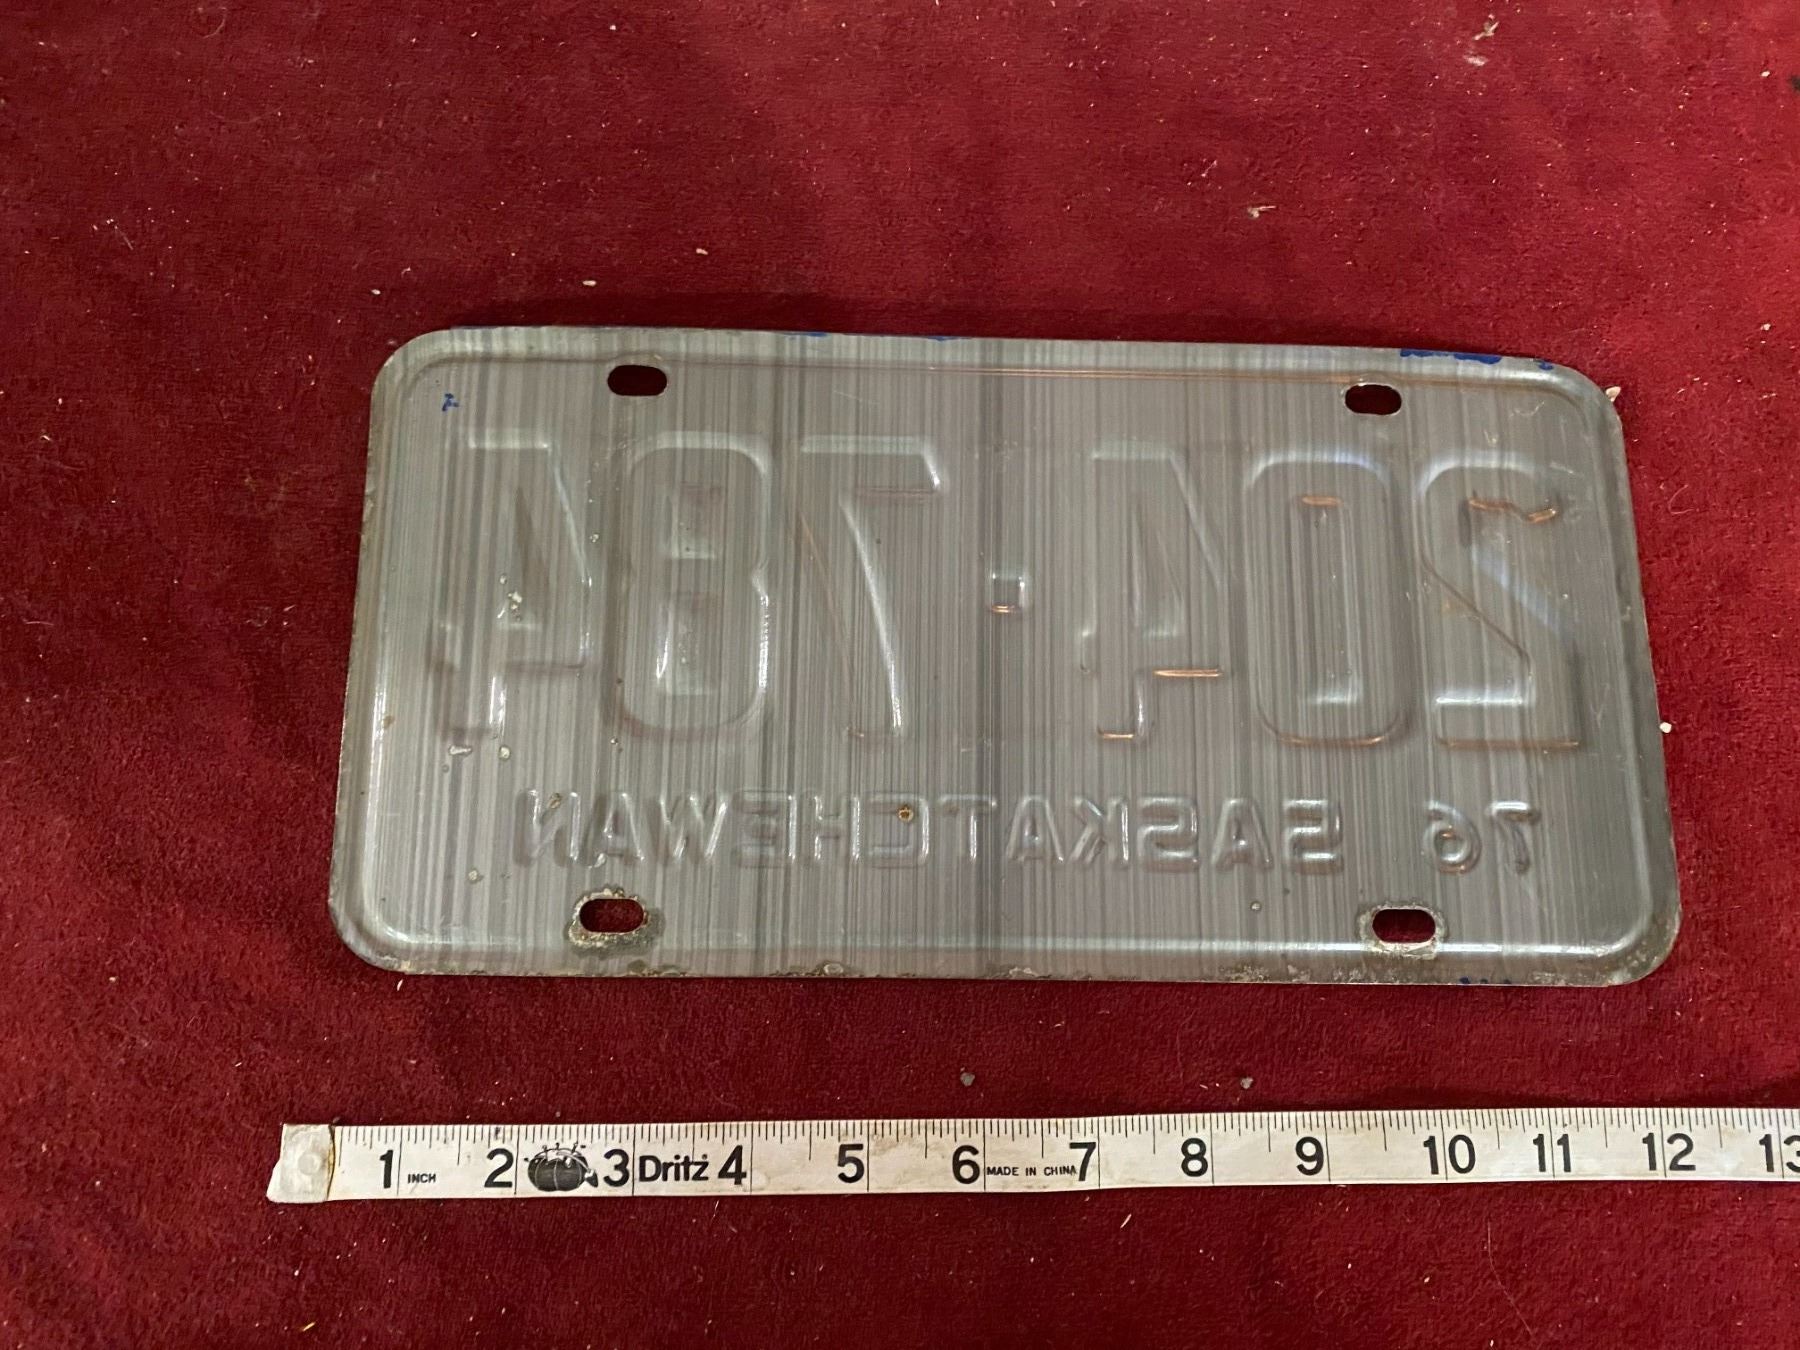 204·784
76 SASKATCHEWAN
1 INCH 2 3 Dritz 4 5 6 MADE IN CHINA 7 8 9 10 11 12 13